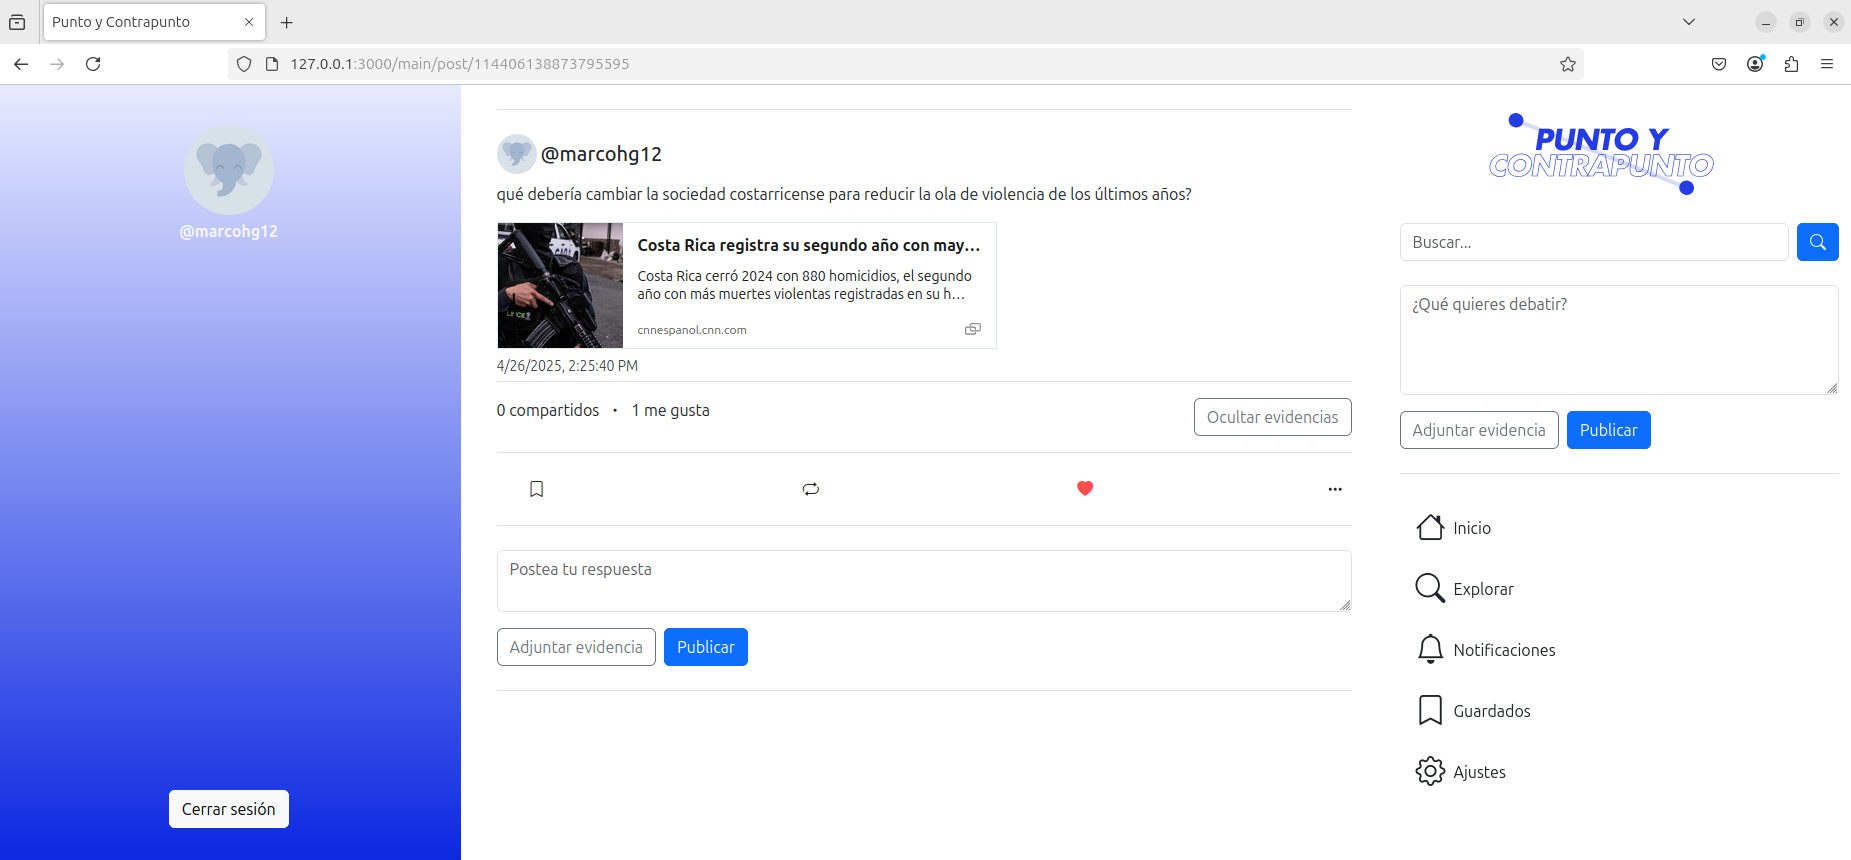 Punto y Contrapunto
127.0.0.1:3000/main/post/114406138873795595
@marcohg12
Cerrar sesión
@marcohg12
qué debería cambiar la sociedad costarricense para reducir la ola de violencia de los últimos años?
Costa Rica registra su segundo año con may...
Costa Rica cerró 2024 con 880 homicidios, el segundo
año con más muertes violentas registradas en su h...
cnnespanol.cnn.com
4/26/2025, 2:25:40 PM
0 compartidos · 1 me gusta
Ocultar evidencias
Postea tu respuesta
Adjuntar evidencia
Publicar
PUNTO Y
CONTRAPUNTO
Buscar...
¿Qué quieres debatir?
Adjuntar evidencia
Publicar
Inicio
Explorar
Notificaciones
Guardados
Ajustes